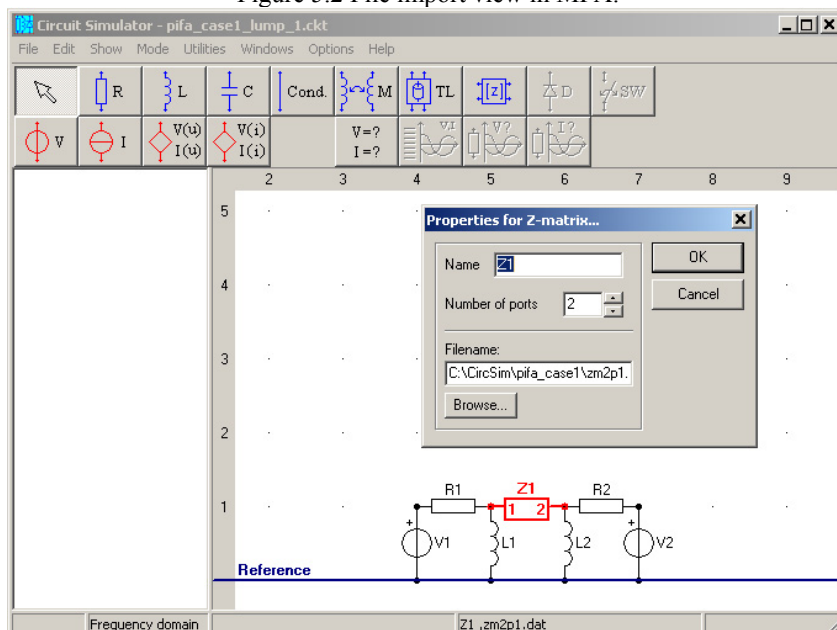 Figure 3.2 File import view in MPA.
Circuit Simulator - pifa_case1_lump_1.ckt
File Edit Show Mode Utilities Windows Options Help
R L C Cond. M TL [z] D SW
V I V(u) I(u) V(i) I(i) V=? I=? V,I V? I?
2 3 4 5 6 7 8 9
5
Properties for Z-matrix...
Name Z1
OK
4
Number of ports 2
Cancel
Filename:
3
C:\CircSim\pifa_case1\zm2p1.
Browse...
2
R1 Z1 R2
1
1 2
+ V1 L1 L2 + V2
Reference
Frequency domain
Z1 ,zm2p1.dat